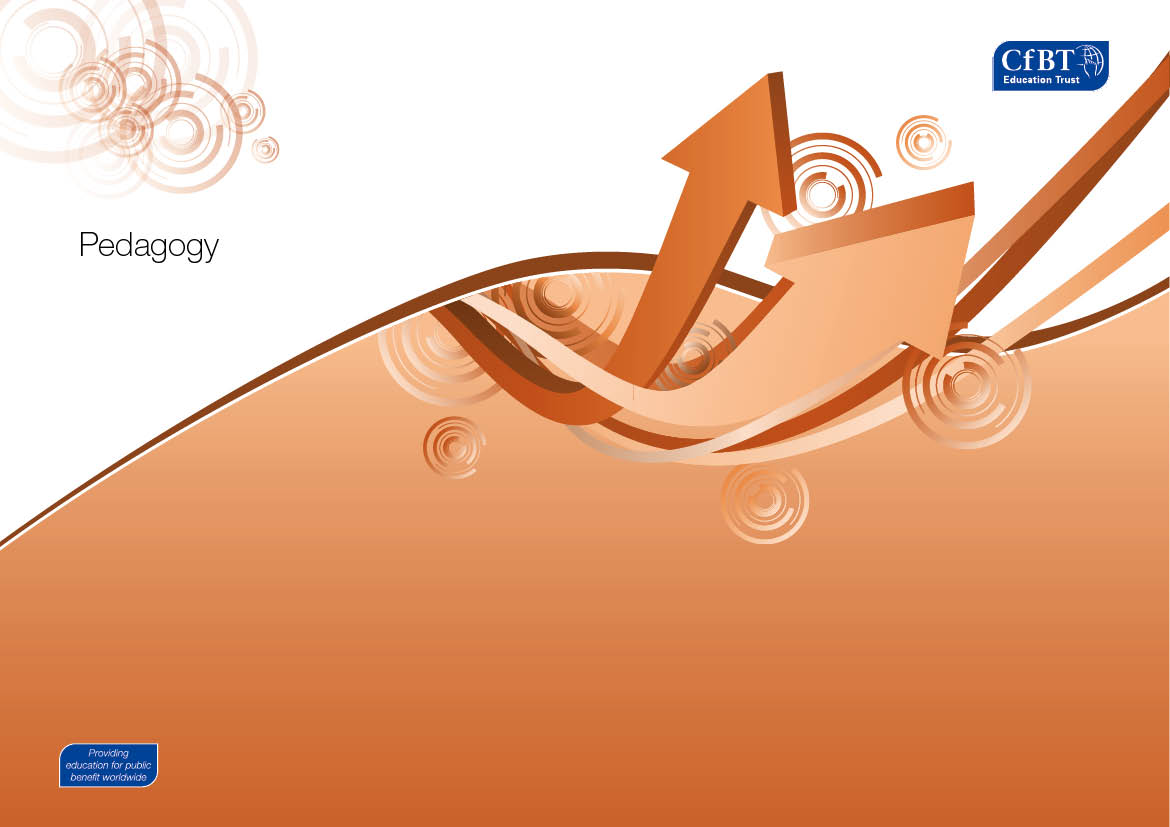 CfBT
Education Trust
Pedagogy
Providing
education for public
benefit worldwide